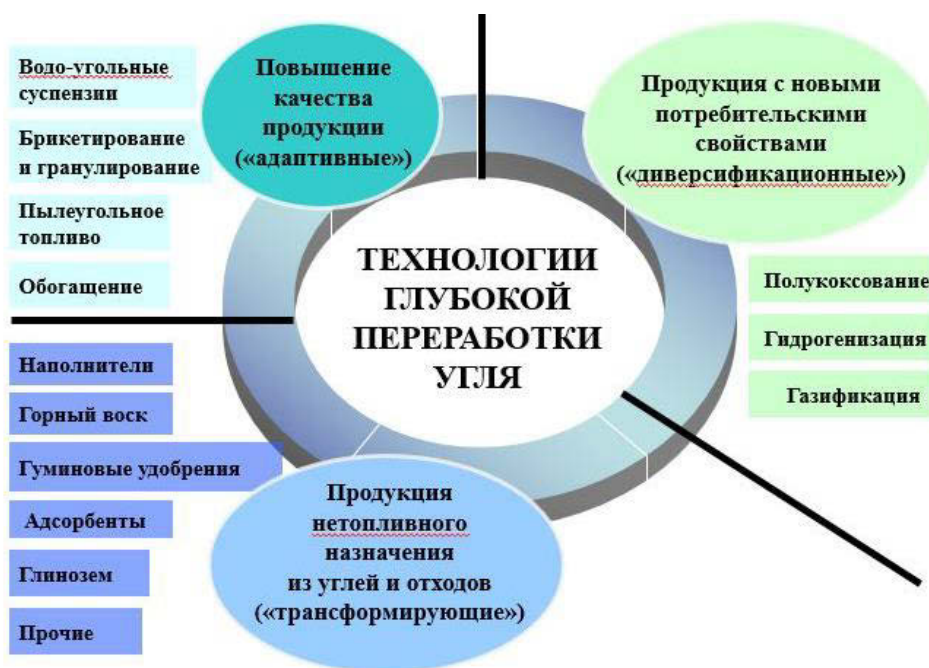 Водо-угольные
суспензии
Брикетирование
и гранулирование
Пылеугольное
топливо
Обогащение
Повышение
качества
продукции
(«адаптивные»)
Продукция с новыми
потребительскими
свойствами
(«диверсификационные»)
ТЕХНОЛОГИИ
ГЛУБОКОЙ
ПЕРЕРАБОТКИ
УГЛЯ
Полукоксование
Гидрогенизация
Газификация
Наполнители
Горный воск
Гуминовые удобрения
Адсорбенты
Глинозем
Прочие
Продукция
нетопливного
назначения
из углей и отходов
(«трансформирующие»)